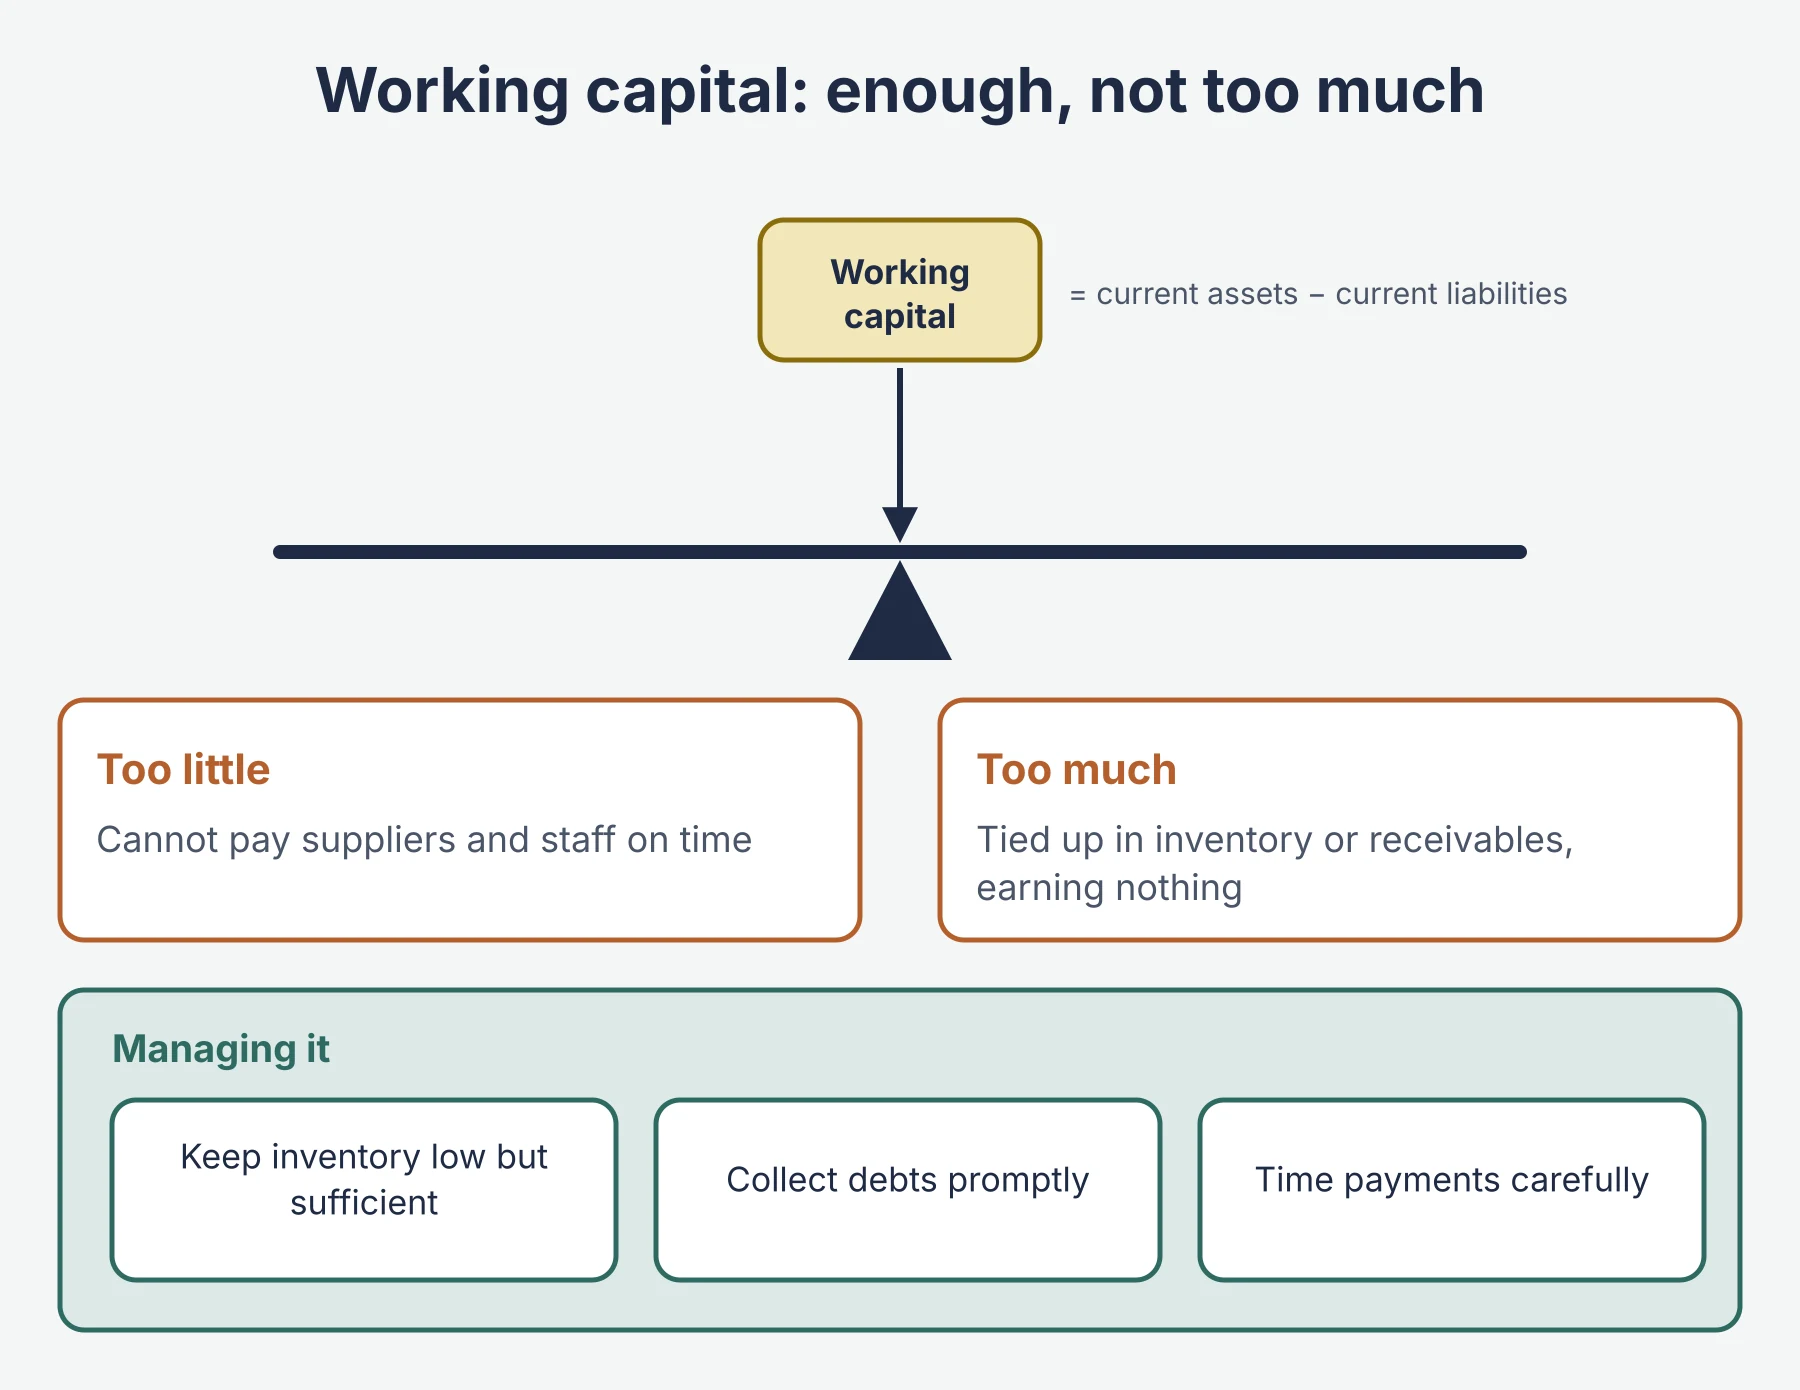 Working capital: enough, not too much
Working
capital
= current assets – current liabilities
Too little
Cannot pay suppliers and staff on time
Too much
Tied up in inventory or receivables,
earning nothing
Managing it
Keep inventory low but
sufficient
Collect debts promptly
Time payments carefully